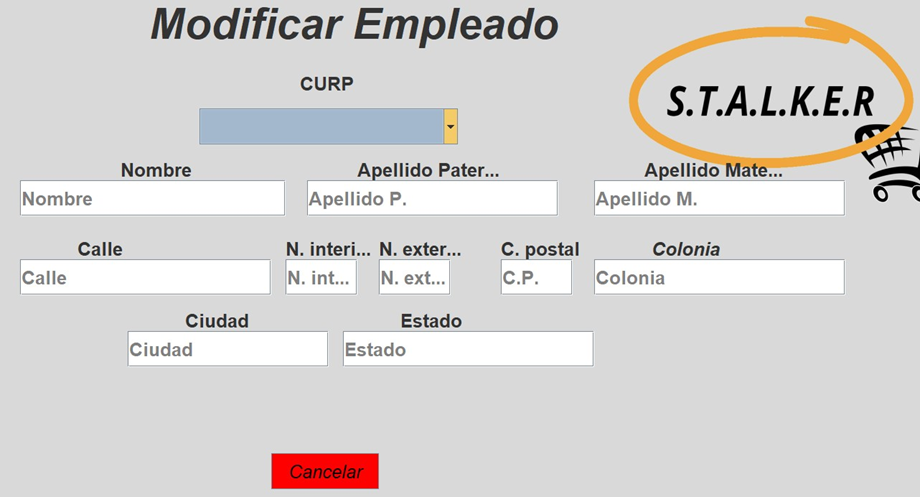 Modificar Empleado
CURP
S.T.A.L.K.E.R
Nombre Apellido Pater... Apellido Mate...
Nombre Apellido P. Apellido M.
Calle N. interi... N. exter... C. postal Colonia
Calle N. int... N. ext... C.P. Colonia
Ciudad Estado
Ciudad Estado
Cancelar